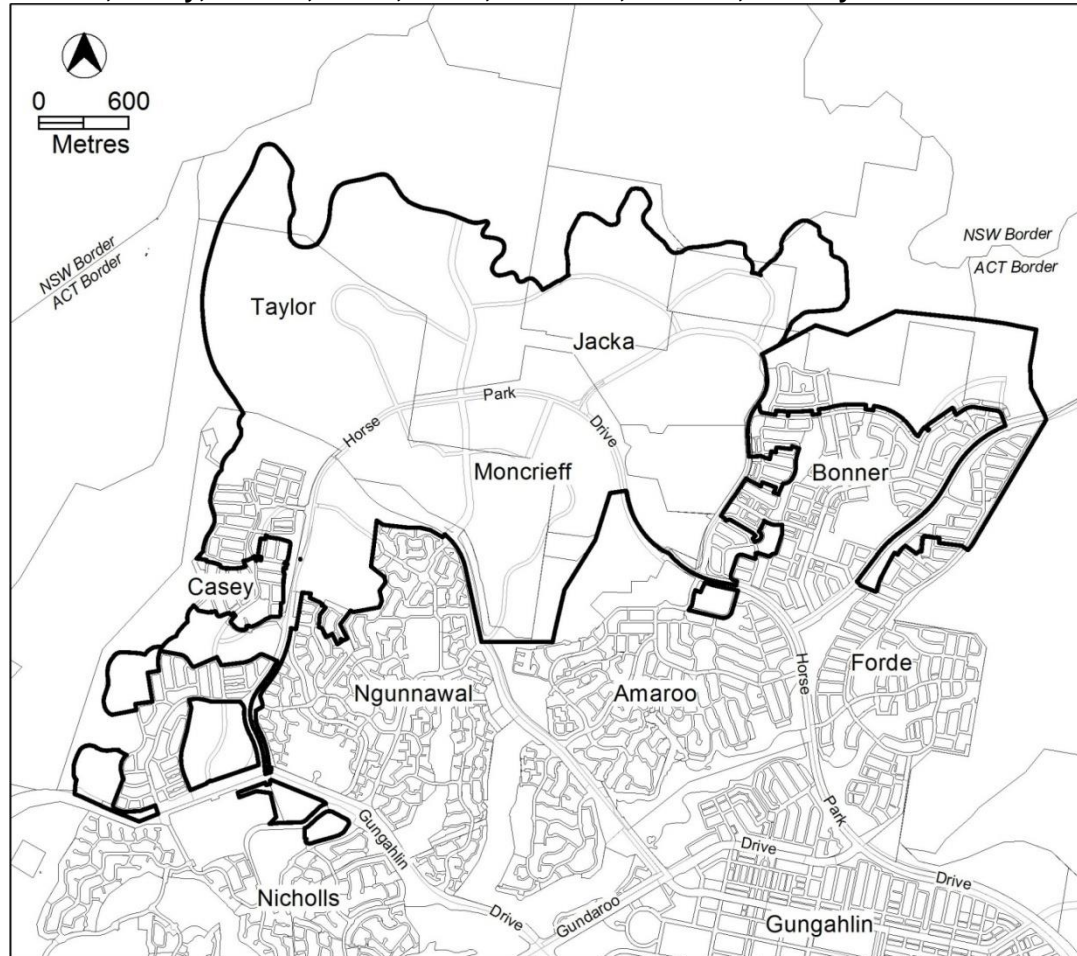 0 600
Metres
NSW Border
ACT Border
NSW Border
ACT Border
Taylor
Jacka
Horse
Park
Drive
Moncrieff
Bonner
Casey
Ngunnawal
Amaroo
Horse
Forde
Park
Gungahlin
Drive
Drive
Drive
Nicholls
Gundaroo
Gungahlin